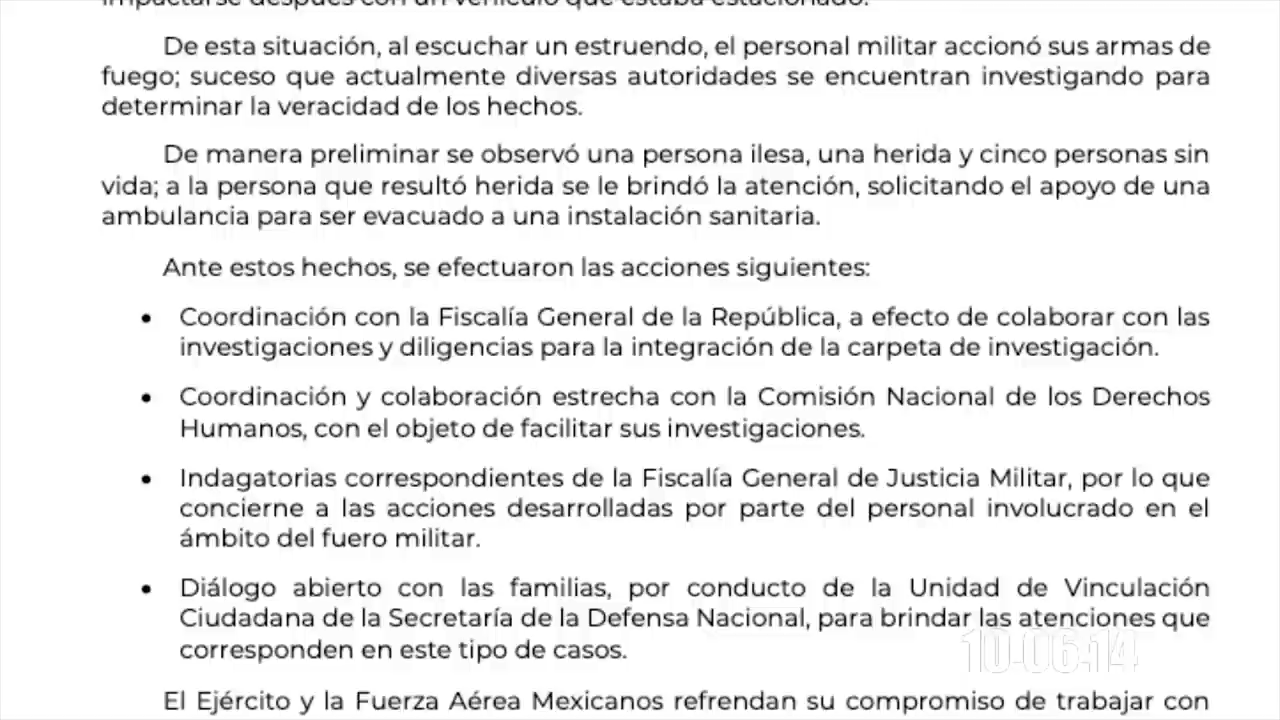 impactarse después con un vehículo que estaba estacionado.
De esta situación, al escuchar un estruendo, el personal militar accionó sus armas de
fuego; suceso que actualmente diversas autoridades se encuentran investigando para
determinar la veracidad de los hechos.
De manera preliminar se observó una persona ilesa, una herida y cinco personas sin
vida; a la persona que resultó herida se le brindó la atención, solicitando el apoyo de una
ambulancia para ser evacuado a una instalación sanitaria.
Ante estos hechos, se efectuaron las acciones siguientes:
• Coordinación con la Fiscalía General de la República, a efecto de colaborar con las
investigaciones y diligencias para la integración de la carpeta de investigación.
• Coordinación y colaboración estrecha con la Comisión Nacional de los Derechos
Humanos, con el objeto de facilitar sus investigaciones.
• Indagatorias correspondientes de la Fiscalía General de Justicia Militar, por lo que
concierne a las acciones desarrolladas por parte del personal involucrado en el
ámbito del fuero militar.
• Diálogo abierto con las familias, por conducto de la Unidad de Vinculación
Ciudadana de la Secretaría de la Defensa Nacional, para brindar las atenciones que
corresponden en este tipo de casos.
10-06-14
El Ejército y la Fuerza Aérea Mexicanos refrendan su compromiso de trabajar con